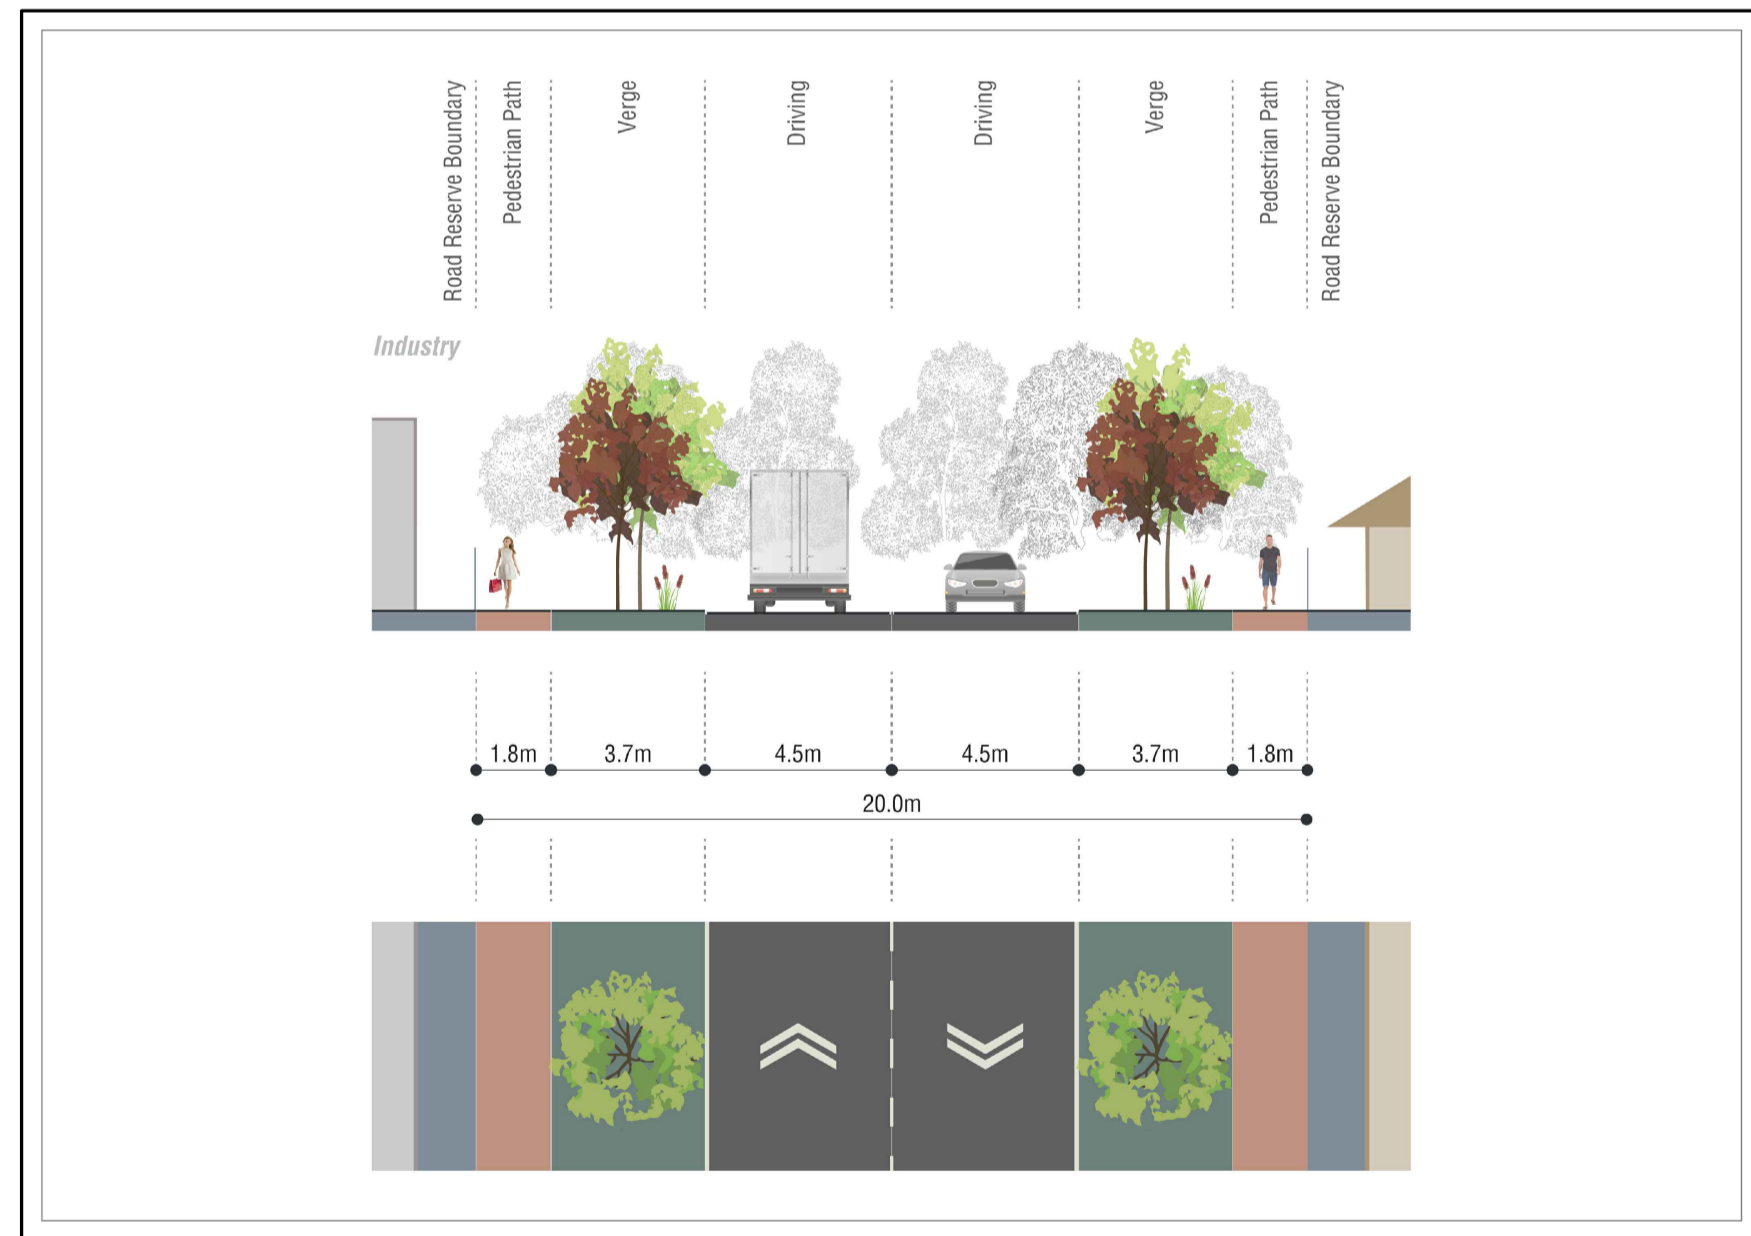 Road Reserve Boundary
Pedestrian Path
Verge
Driving
Driving
Verge
Pedestrian Path
Road Reserve Boundary
Industry
1.8m
3.7m
4.5m
4.5m
3.7m
1.8m
20.0m